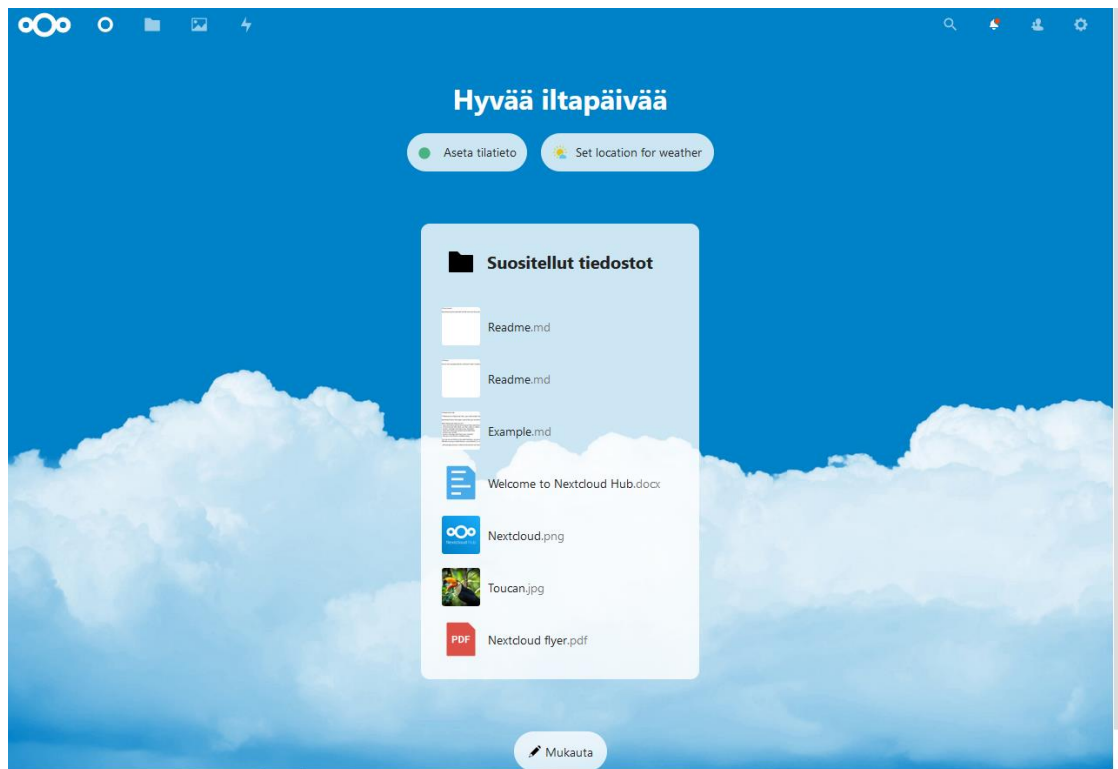 Hyvää iltapäivää
Aseta tilatieto
Set location for weather
Suositellut tiedostot
Readme.md
Readme.md
Example.md
Welcome to Nextcloud Hub.docx
Nextcloud.png
Toucan.jpg
PDF
Nextcloud flyer.pdf
Mukauta